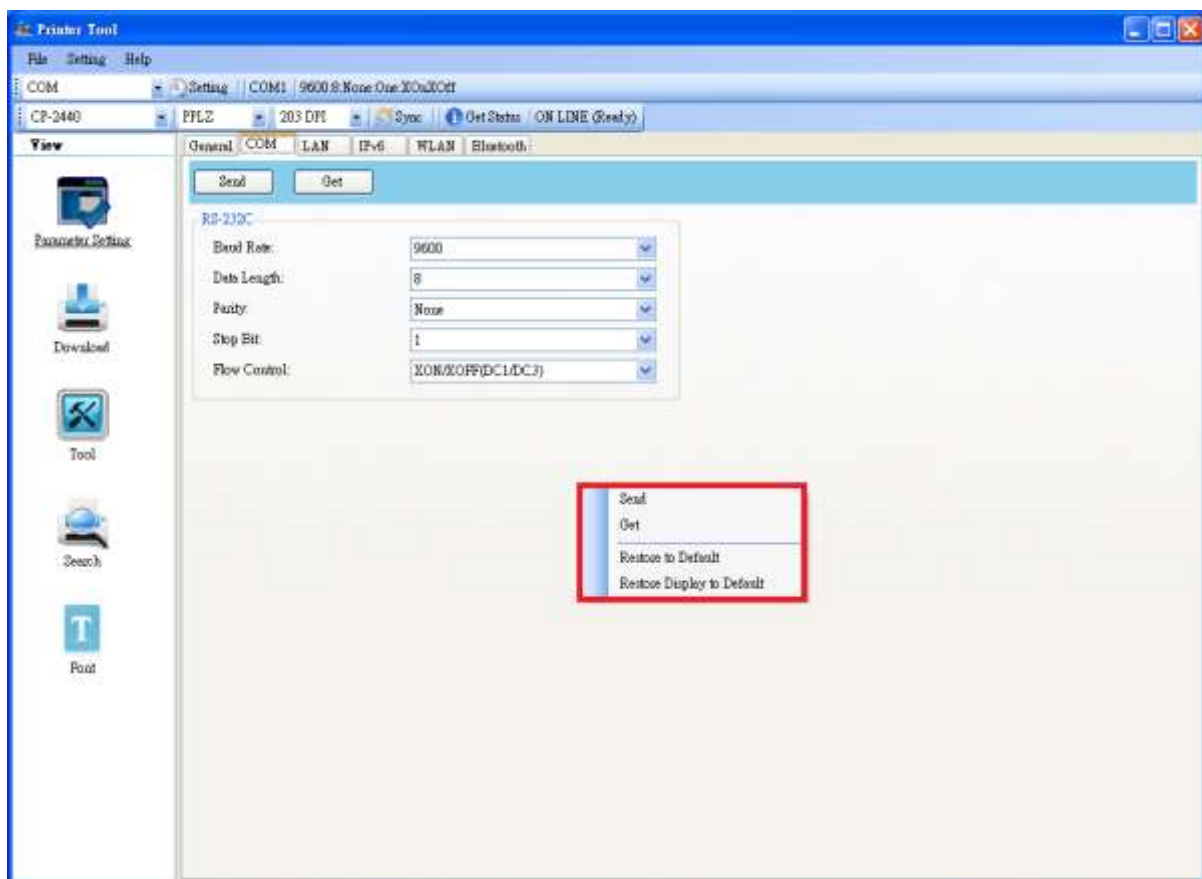 Printer Tool
File Setting Help
COM Setting COM1 9600:8:None:One:XOnXOff
CP-2440 PPLZ 203 DPI Sync Get Status ON LINE (Ready)
View
General COM LAN IPv6 WLAN Bluetooth
Send Get
RS-232C
Baud Rate: 9600
Data Length: 8
Parity: None
Stop Bit: 1
Flow Control: XON/XOFF(DC1/DC3)
Parameter Setting
Download
Tool
Search
Font
Send
Get
Restore to Default
Restore Display to Default